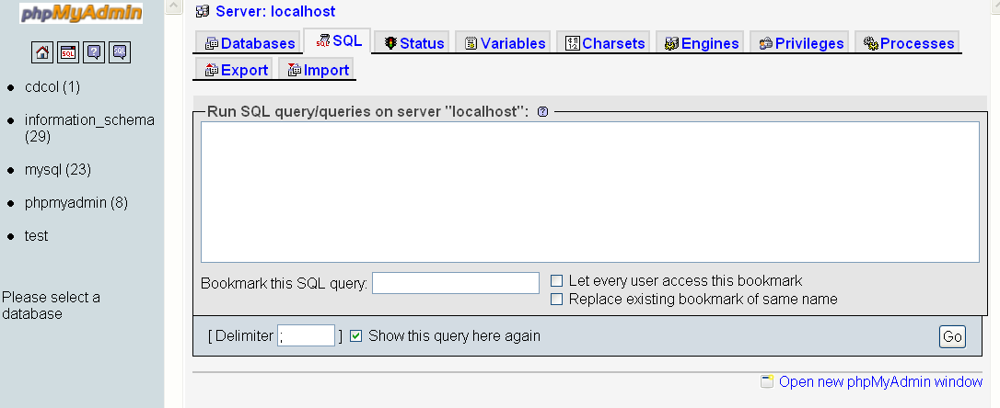 phpMyAdmin
SQL
cdcol (1)
information_schema
(29)
mysql (23)
phpmyadmin (8)
test
Please select a
database
Server: localhost
Databases SQL Status Variables Charsets Engines Privileges Processes
Export Import
Run SQL query/queries on server "localhost":
Bookmark this SQL query:
Let every user access this bookmark
Replace existing bookmark of same name
[ Delimiter ; ] Show this query here again Go
Open new phpMyAdmin window